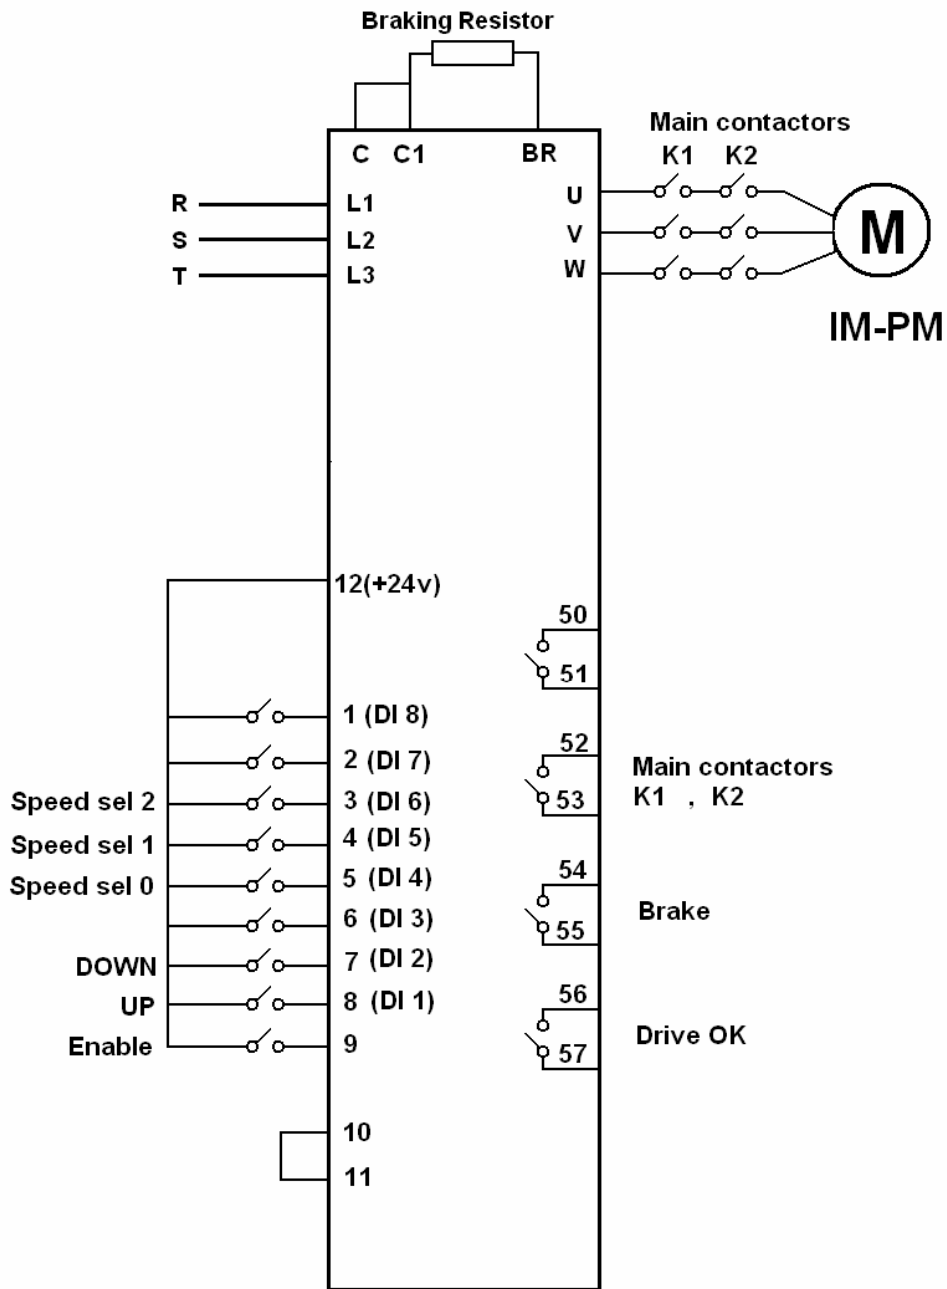 Braking Resistor
C C1 BR
Main contactors
K1 K2
R L1
S L2
T L3
U
V
W
M
IM-PM
12(+24v)
1 (DI 8)
2 (DI 7)
Speed sel 2 3 (DI 6)
Speed sel 1 4 (DI 5)
Speed sel 0 5 (DI 4)
6 (DI 3)
DOWN 7 (DI 2)
UP 8 (DI 1)
Enable 9
10
11
50
51
52
53
Main contactors
K1 , K2
54
55
Brake
56
57
Drive OK